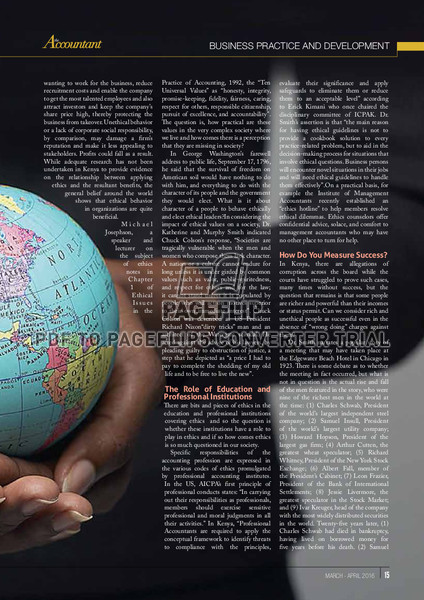 the Accountant
BUSINESS PRACTICE AND DEVELOPMENT
wanting to work for the business, reduce
recruitment costs and enable the company
to get the most talented employees and also
attract investors and keep the company's
share price high, thereby protecting the
business from takeover. Unethical behavior
or a lack of corporate social responsibility,
by comparison, may damage a firm's
reputation and make it less appealing to
stakeholders. Profits could fall as a result.
While adequate research has not been
undertaken in Kenya to provide evidence
on the relationship applying
ethics and the resultant benefits, the
general belief around the world
shows that ethical behavior
in organizations are quite
beneficial.
Michael
Josephson, a
speaker and
lecturer on
the subject
of ethics
notes in
Chapter
1 of
Ethical
Issues
in the
Practice of Accounting, 1992, the "Ten
Universal Values" as "honesty, integrity,
promise-keeping, fidelity, fairness, caring,
respect for others, responsible citizenship,
pursuit of excellence, and accountability".
The question is, how practical are these
values in the very complex society where
we live and how comes there is a perception
that they are missing in society?
In George Washington's farewell
address to public life, September 17, 1796,
he said that the survival of freedom on
American soil would have nothing to do
with him, and everything to do with the
character of its people and the government
they would elect. What is it about
character of a people to behave ethically
and elect ethical leaders? In considering the
impact of ethical values on a society, Dr.
Katherine and Murphy Smith indicated
Chuck Colson's response, "Societies are
tragically vulnerable when the men and
women who compose them lack character.
A nation or a culture cannot endure for
long unless it is undergirded by common
values such as valor, public spiritedness,
and respect for others and for the law;
it can
President
Richard Nixon's "dirty tricks" man and
pleading guilty to obstruction of justice, a
step that he depicted as "a price I had to
pay to complete the shedding of my old
life and to be free to live the new".
The Role of Education and
Professional Institutions
There are bits and pieces of ethics in the
education and professional institutions
covering ethics and so the question is
whether these institutions have a role to
play in ethics and if so how comes ethics
is so much questioned in our society.
Specific responsibilities of the
accounting profession are expressed in
the various codes of ethics promulgated
by professional accounting institutes.
In the US, AICPA's first principle of
professional conducts states: "In carrying
out their responsibilities as professionals,
members should exercise sensitive
professional and moral judgments in all
their activities." In Kenya, "Professional
Accountants are required to apply the
conceptual framework to identify threats
to compliance with the principles,
evaluate their significance and apply
safeguards to eliminate them or reduce
them to an acceptable level" according
to Erick Kimani who once chaired the
disciplinary committee of ICPAK. Dr.
Smith's assertion is that "the main reason
for having ethical guidelines is not to
provide a cookbook solution to every
practice-related problem, but to aid in the
decision making process for situations that
involve ethical questions. Business persons
will encounter novel situations in their jobs
and will need ethical guidelines to handle
them effectively". On a practical basis, for
example the Institute of Management
Accountants recently established an
"ethics hotline" to help members resolve
ethical dilemmas. Ethics counselors offer
confidential advice, solace, and comfort to
management accountants who may have
no other place to turn for help.
How Do You Measure Success?
In Kenya, there are allegations of
corruption across the board while the
courts have struggled to prove such cases,
many times without success, but the
question that remains is that some people
are richer and powerful than their incomes
or status permit. Can we consider rich and
unethical people as successful even in the
absence of "wrong doing" charges against
a meeting that may have taken place at
the Edgewater Beach Hotel in Chicago in
1923. There is some debate as to whether
the meeting in fact occurred, but what is
not in question is the actual rise and fall
of the men featured in the story, who were
nine of the richest men in the world at
the time: (1) Charles Schwab, President
of the world's largest independent steel
company; (2) Samuel Insull, President
of the world's largest utility company;
(3) Howard Hopson, President of the
largest gas firm; (4) Arthur Cutten, the
greatest wheat speculator; (5) Richard
Whitney, President of the New York Stock
Exchange; (6) Albert Fall, member of
the President's Cabinet; (7) Leon Frazier,
President of the Bank of International
Settlements; (8) Jessie Livermore, the
greatest speculator in the Stock Market;
and (9) Ivar Kreuger, head of the company
with the most widely distributed securities
in the world. Twenty-five years later, (1)
Charles Schwab had died in bankruptcy,
having lived on borrowed money for
five years before his death. (2) Samuel
PAGEFLIP
PDF TO PAGEFLIPS CONVERTER TRIAL
MARCH - APRIL 2016 15